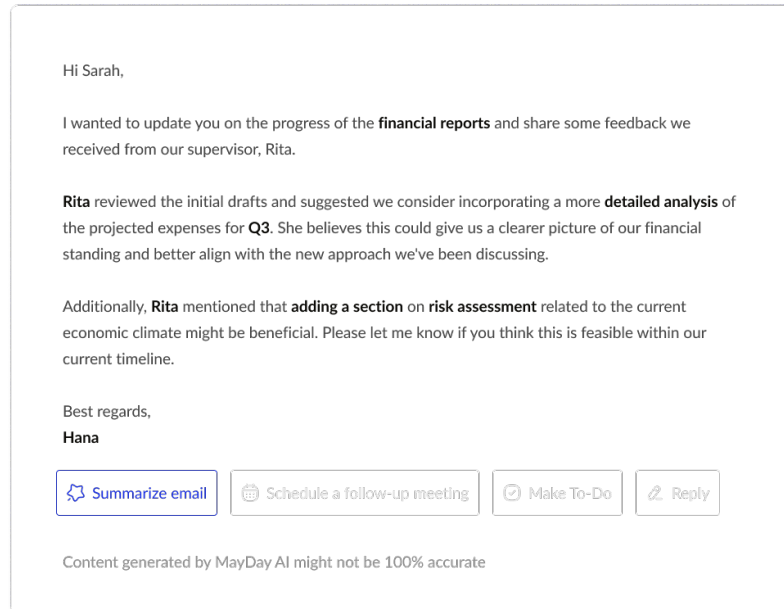 Hi Sarah,
I wanted to update you on the progress of the financial reports and share some feedback we
received from our supervisor, Rita.
Rita reviewed the initial drafts and suggested we consider incorporating a more detailed analysis of
the projected expenses for Q3. She believes this could give us a clearer picture of our financial
standing and better align with the new approach we've been discussing.
Additionally, Rita mentioned that adding a section on risk assessment related to the current
economic climate might be beneficial. Please let me know if you think this is feasible within our
current timeline.
Best regards,
Hana
Summarize email Schedule a follow-up meeting Make To-Do Reply
Content generated by MayDay AI might not be 100% accurate